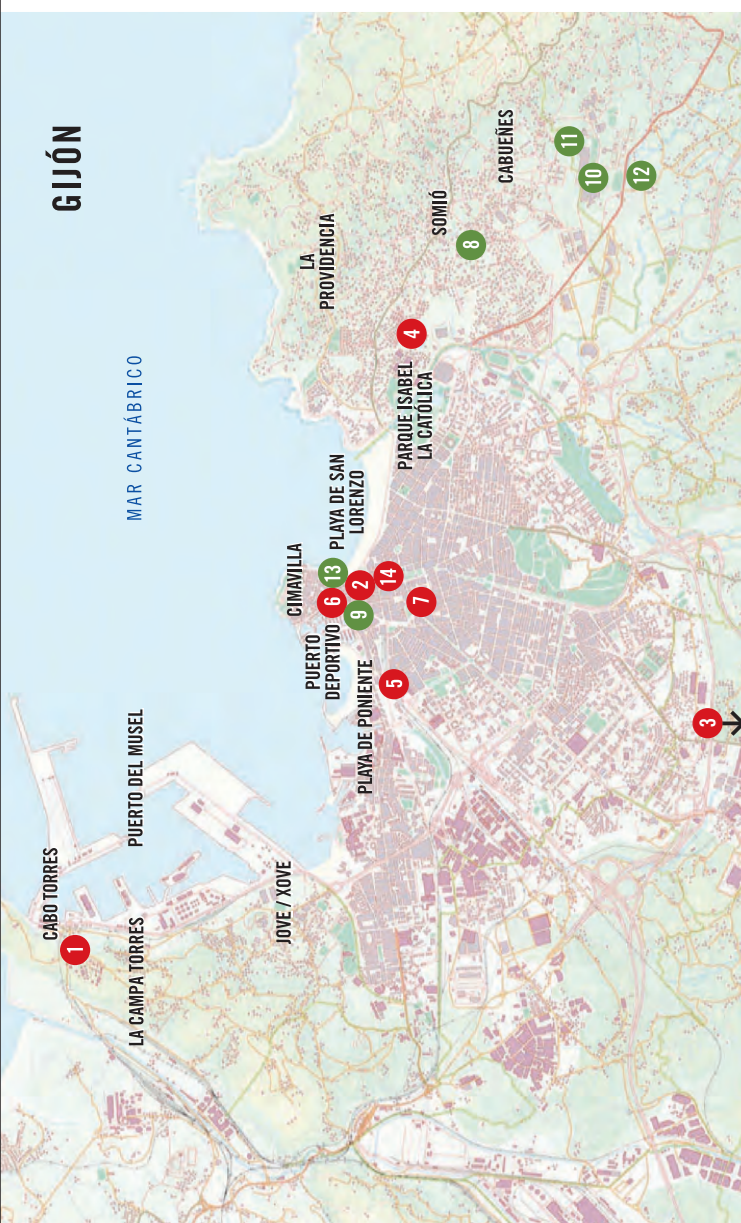 GIJÓN
MAR CANTÁBRICO
CABO TORRES
1
LA CAMPA TORRES
PUERTO DEL MUSEL
JOVE / XOVE
CIMAVILLA
PUERTO
DEPORTIVO
PLAYA DE PONIENTE
PLAYA DE SAN
LORENZO
6
13
9
2
14
5
7
3
LA
PROVIDENCIA
PARQUE ISABEL
LA CATÓLICA
4
SOMIÓ
8
CABUEÑES
11
10
12